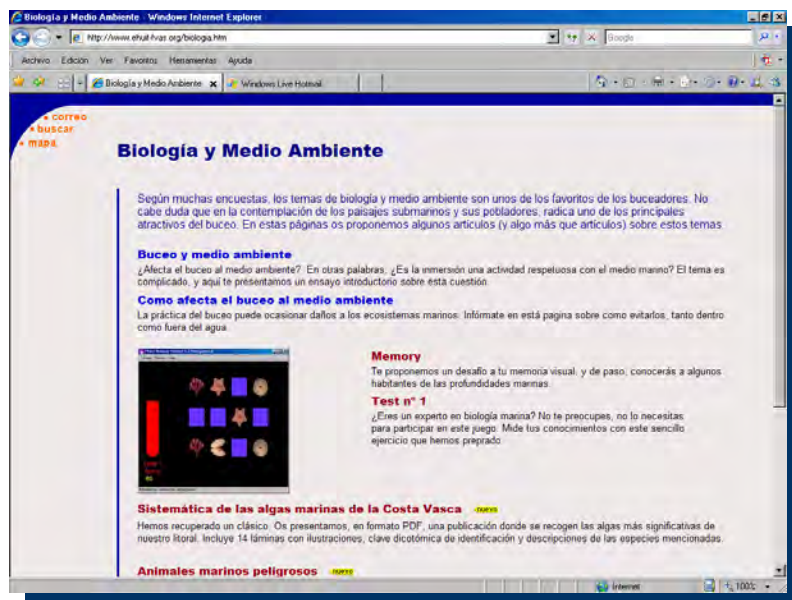 Biología y Medio Ambiente - Windows Internet Explorer
Archivo Edición Ver Favoritos Herramientas Ayuda
Biología y Medio Ambiente Windows Live Hotmail
correo
buscar
mapa
Biología y Medio Ambiente
Según muchas encuestas, los temas de biología y medio ambiente son unos de los favoritos de los buceadores. No
cabe duda que en la contemplación de los paisajes submarinos y sus pobladores, radica uno de los principales
atractivos del buceo. En estas páginas os proponemos algunos artículos (y algo más que artículos) sobre estos temas.
Buceo y medio ambiente
¿Afecta el buceo al medio ambiente?. En otras palabras, ¿Es la inmersión una actividad respetuosa con el medio marino? El tema es
complicado, y aquí te presentamos un ensayo introductorio sobre esta cuestión.
Como afecta el buceo al medio ambiente
La práctica del buceo puede ocasionar daños a los ecosistemas marinos. Infórmate en está pagina sobre como evitarlos, tanto dentro
como fuera del agua.
Memory
Te proponemos un desafío a tu memoria visual, y de paso, conocerás a algunos
habitantes de las profundidades marinas.
Test nº 1
¿Eres un experto en biología marina? No te preocupes, no lo necesitas
para participar en este juego. Mide tus conocimientos con este sencillo
ejercicio que hemos preprado.
Sistemática de las algas marinas de la Costa Vasca nuevo
Hemos recuperado un clásico. Os presentamos, en formato PDF, una publicación donde se recogen las algas más significativas de
nuestro litoral. Incluye 14 láminas con ilustraciones, clave dicotómica de identificación y descripciones de las especies mencionadas.
Animales marinos peligrosos nuevo
Internet 100%